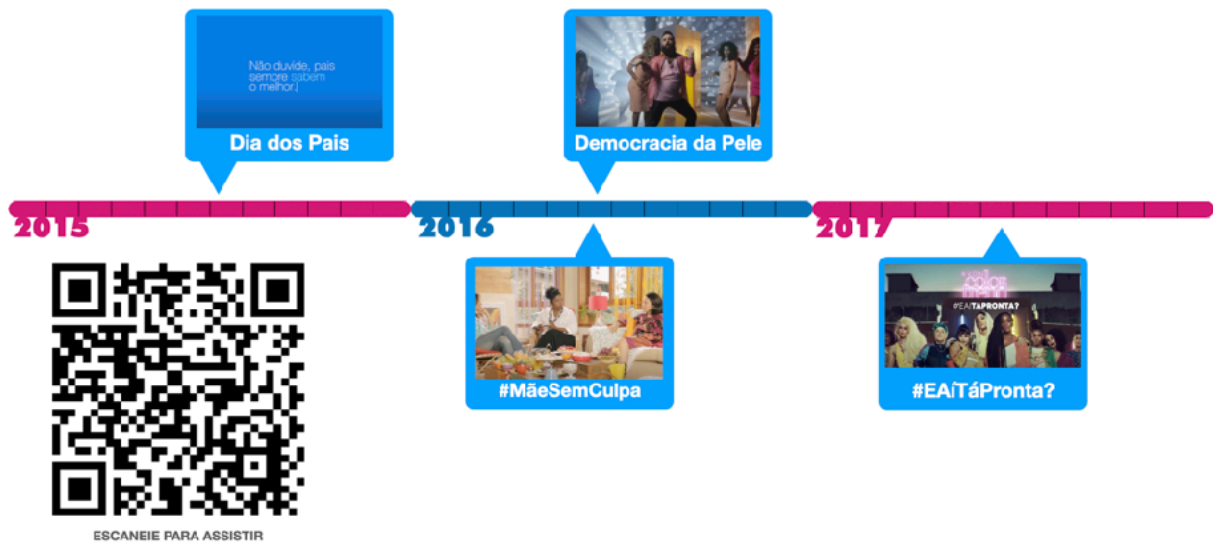 Não duvide, pais
sempre sabem
o melhor.
Dia dos Pais
Democracia da Pele
2015
2016
2017
#MãeSemCulpa
COLOR
#EAÍTÁPRONTA?
#EAíTáPronta?
ESCANEIE PARA ASSISTIR